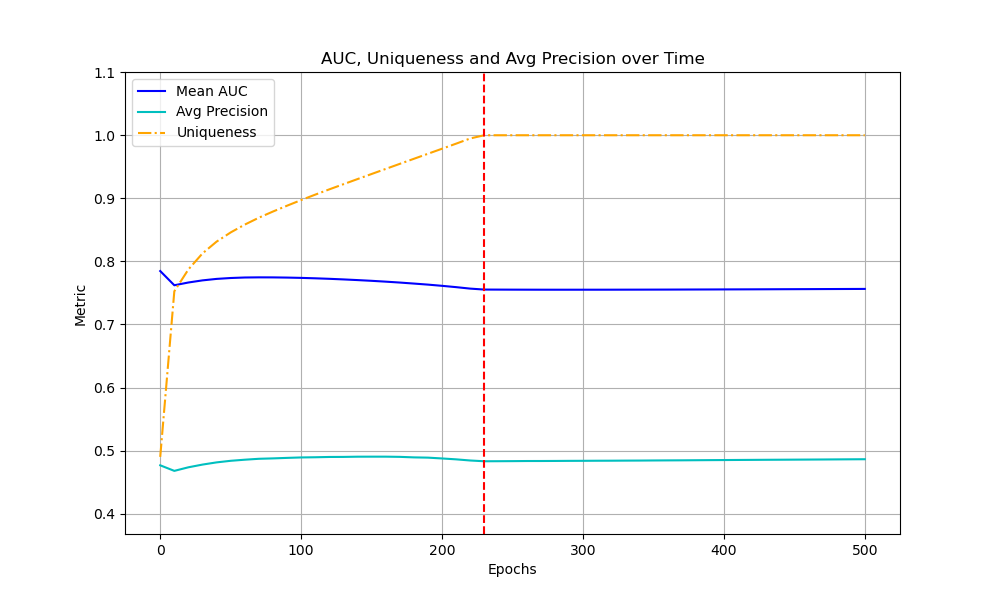 AUC, Uniqueness and Avg Precision over Time
Mean AUC
Avg Precision
Uniqueness
1.1
1.0
0.9
0.8
0.7
0.6
0.5
0.4
Metric
0
100
200
300
400
500
Epochs